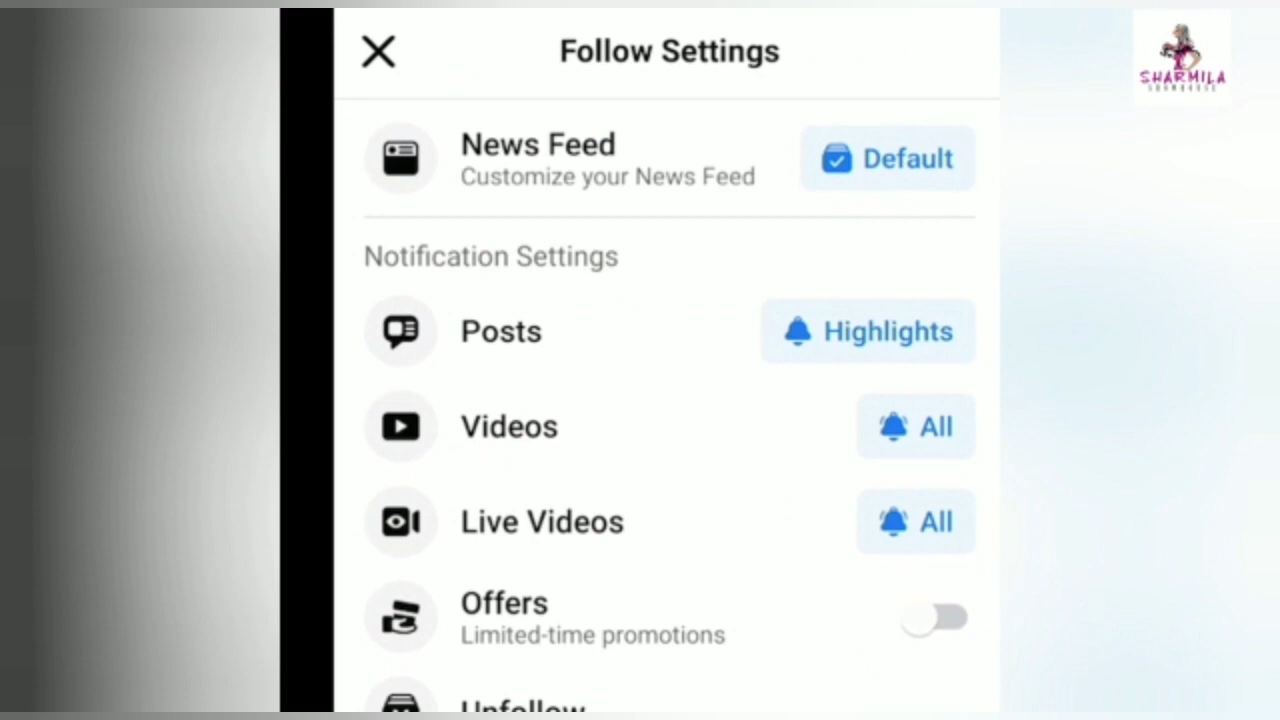 Follow Settings
SHARMILA
News Feed
Customize your News Feed
Default
Notification Settings
Posts
Highlights
Videos
All
Live Videos
All
Offers
Limited-time promotions
Unfollow